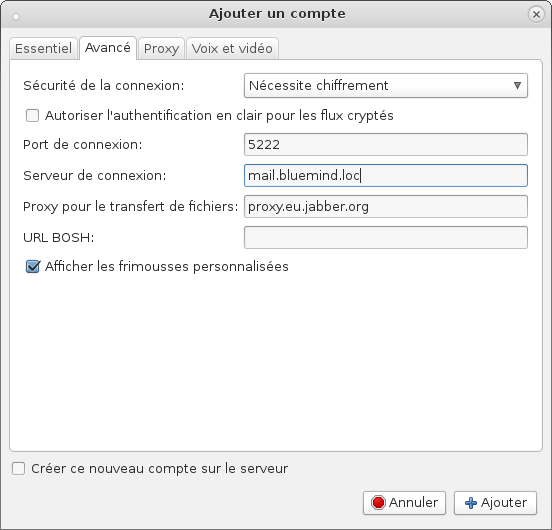 Ajouter un compte
Essentiel Avancé Proxy Voix et vidéo
Sécurité de la connexion: Nécessite chiffrement
Autoriser l'authentification en clair pour les flux cryptés
Port de connexion: 5222
Serveur de connexion: mail.bluemind.loc
Proxy pour le transfert de fichiers: proxy.eu.jabber.org
URL BOSH:
Afficher les frimousses personnalisées
Créer ce nouveau compte sur le serveur
Annuler Ajouter